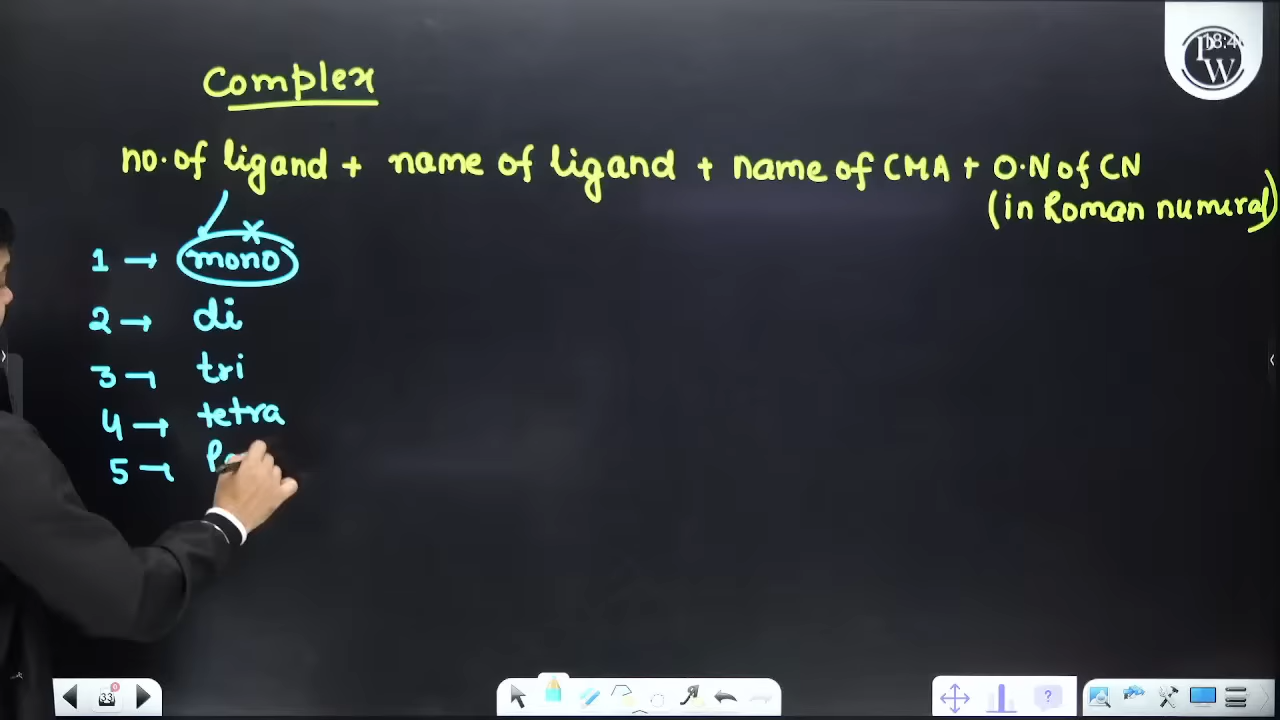 Complex
no. of ligand + name of ligand + name of CMA + O.N of CN
(in Roman numeral)
1 → mono
2 → di
3 → tri
4 → tetra
5 →
33